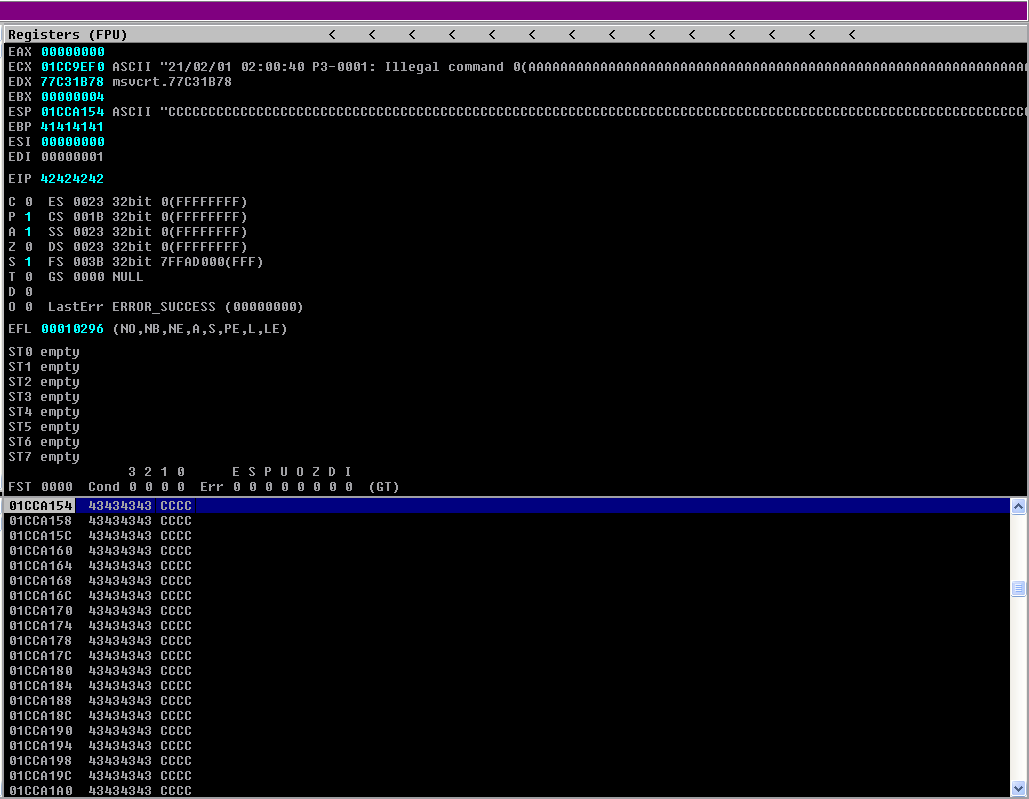 Registers (FPU) < < < < < < < < < < < < < <
EAX 00000000
ECX 01CC9EF0 ASCII "21/02/01 02:00:40 P3-0001: Illegal command 0(AAAAAAAAAAAAAAAAAAAAAAAAAAAAAAAAAAAAAAAAAAAAAAAAAAAAAAAAAAAAAAA
EDX 77C31B78 msvcrt.77C31B78
EBX 00000004
ESP 01CCA154 ASCII "CCCCCCCCCCCCCCCCCCCCCCCCCCCCCCCCCCCCCCCCCCCCCCCCCCCCCCCCCCCCCCCCCCCCCCCCCCCCCCCCCCCCCCCCCCCCCCCCCCCCCCCC
EBP 41414141
ESI 00000000
EDI 00000001
EIP 42424242
C 0 ES 0023 32bit 0(FFFFFFFF)
P 1 CS 001B 32bit 0(FFFFFFFF)
A 1 SS 0023 32bit 0(FFFFFFFF)
Z 0 DS 0023 32bit 0(FFFFFFFF)
S 1 FS 003B 32bit 7FFAD000(FFF)
T 0 GS 0000 NULL
D 0
O 0 LastErr ERROR_SUCCESS (00000000)
EFL 00010296 (NO,NB,NE,A,S,PE,L,LE)
ST0 empty
ST1 empty
ST2 empty
ST3 empty
ST4 empty
ST5 empty
ST6 empty
ST7 empty
3 2 1 0 E S P U O Z D I
FST 0000 Cond 0 0 0 0 Err 0 0 0 0 0 0 0 0 (GT)
01CCA154 43434343 CCCC
01CCA158 43434343 CCCC
01CCA15C 43434343 CCCC
01CCA160 43434343 CCCC
01CCA164 43434343 CCCC
01CCA168 43434343 CCCC
01CCA16C 43434343 CCCC
01CCA170 43434343 CCCC
01CCA174 43434343 CCCC
01CCA178 43434343 CCCC
01CCA17C 43434343 CCCC
01CCA180 43434343 CCCC
01CCA184 43434343 CCCC
01CCA188 43434343 CCCC
01CCA18C 43434343 CCCC
01CCA190 43434343 CCCC
01CCA194 43434343 CCCC
01CCA198 43434343 CCCC
01CCA19C 43434343 CCCC
01CCA1A0 43434343 CCCC